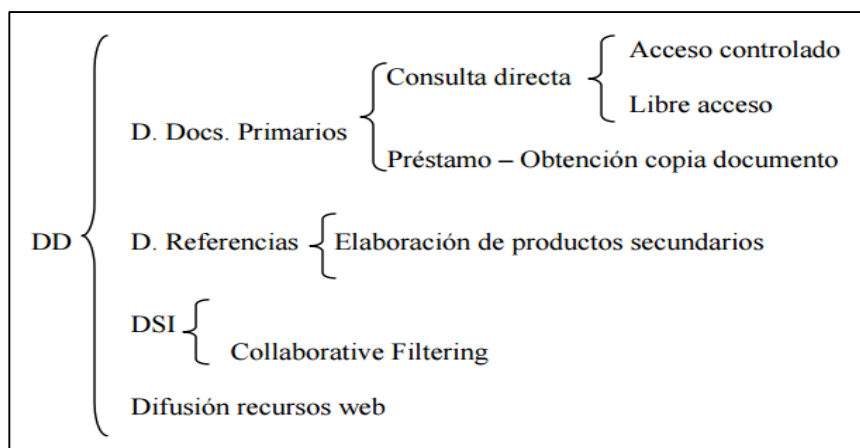 Acceso controlado
Consulta directa
Libre acceso
D. Docs. Primarios
Préstamo – Obtención copia documento
DD
D. Referencias
Elaboración de productos secundarios
DSI
Collaborative Filtering
Difusión recursos web